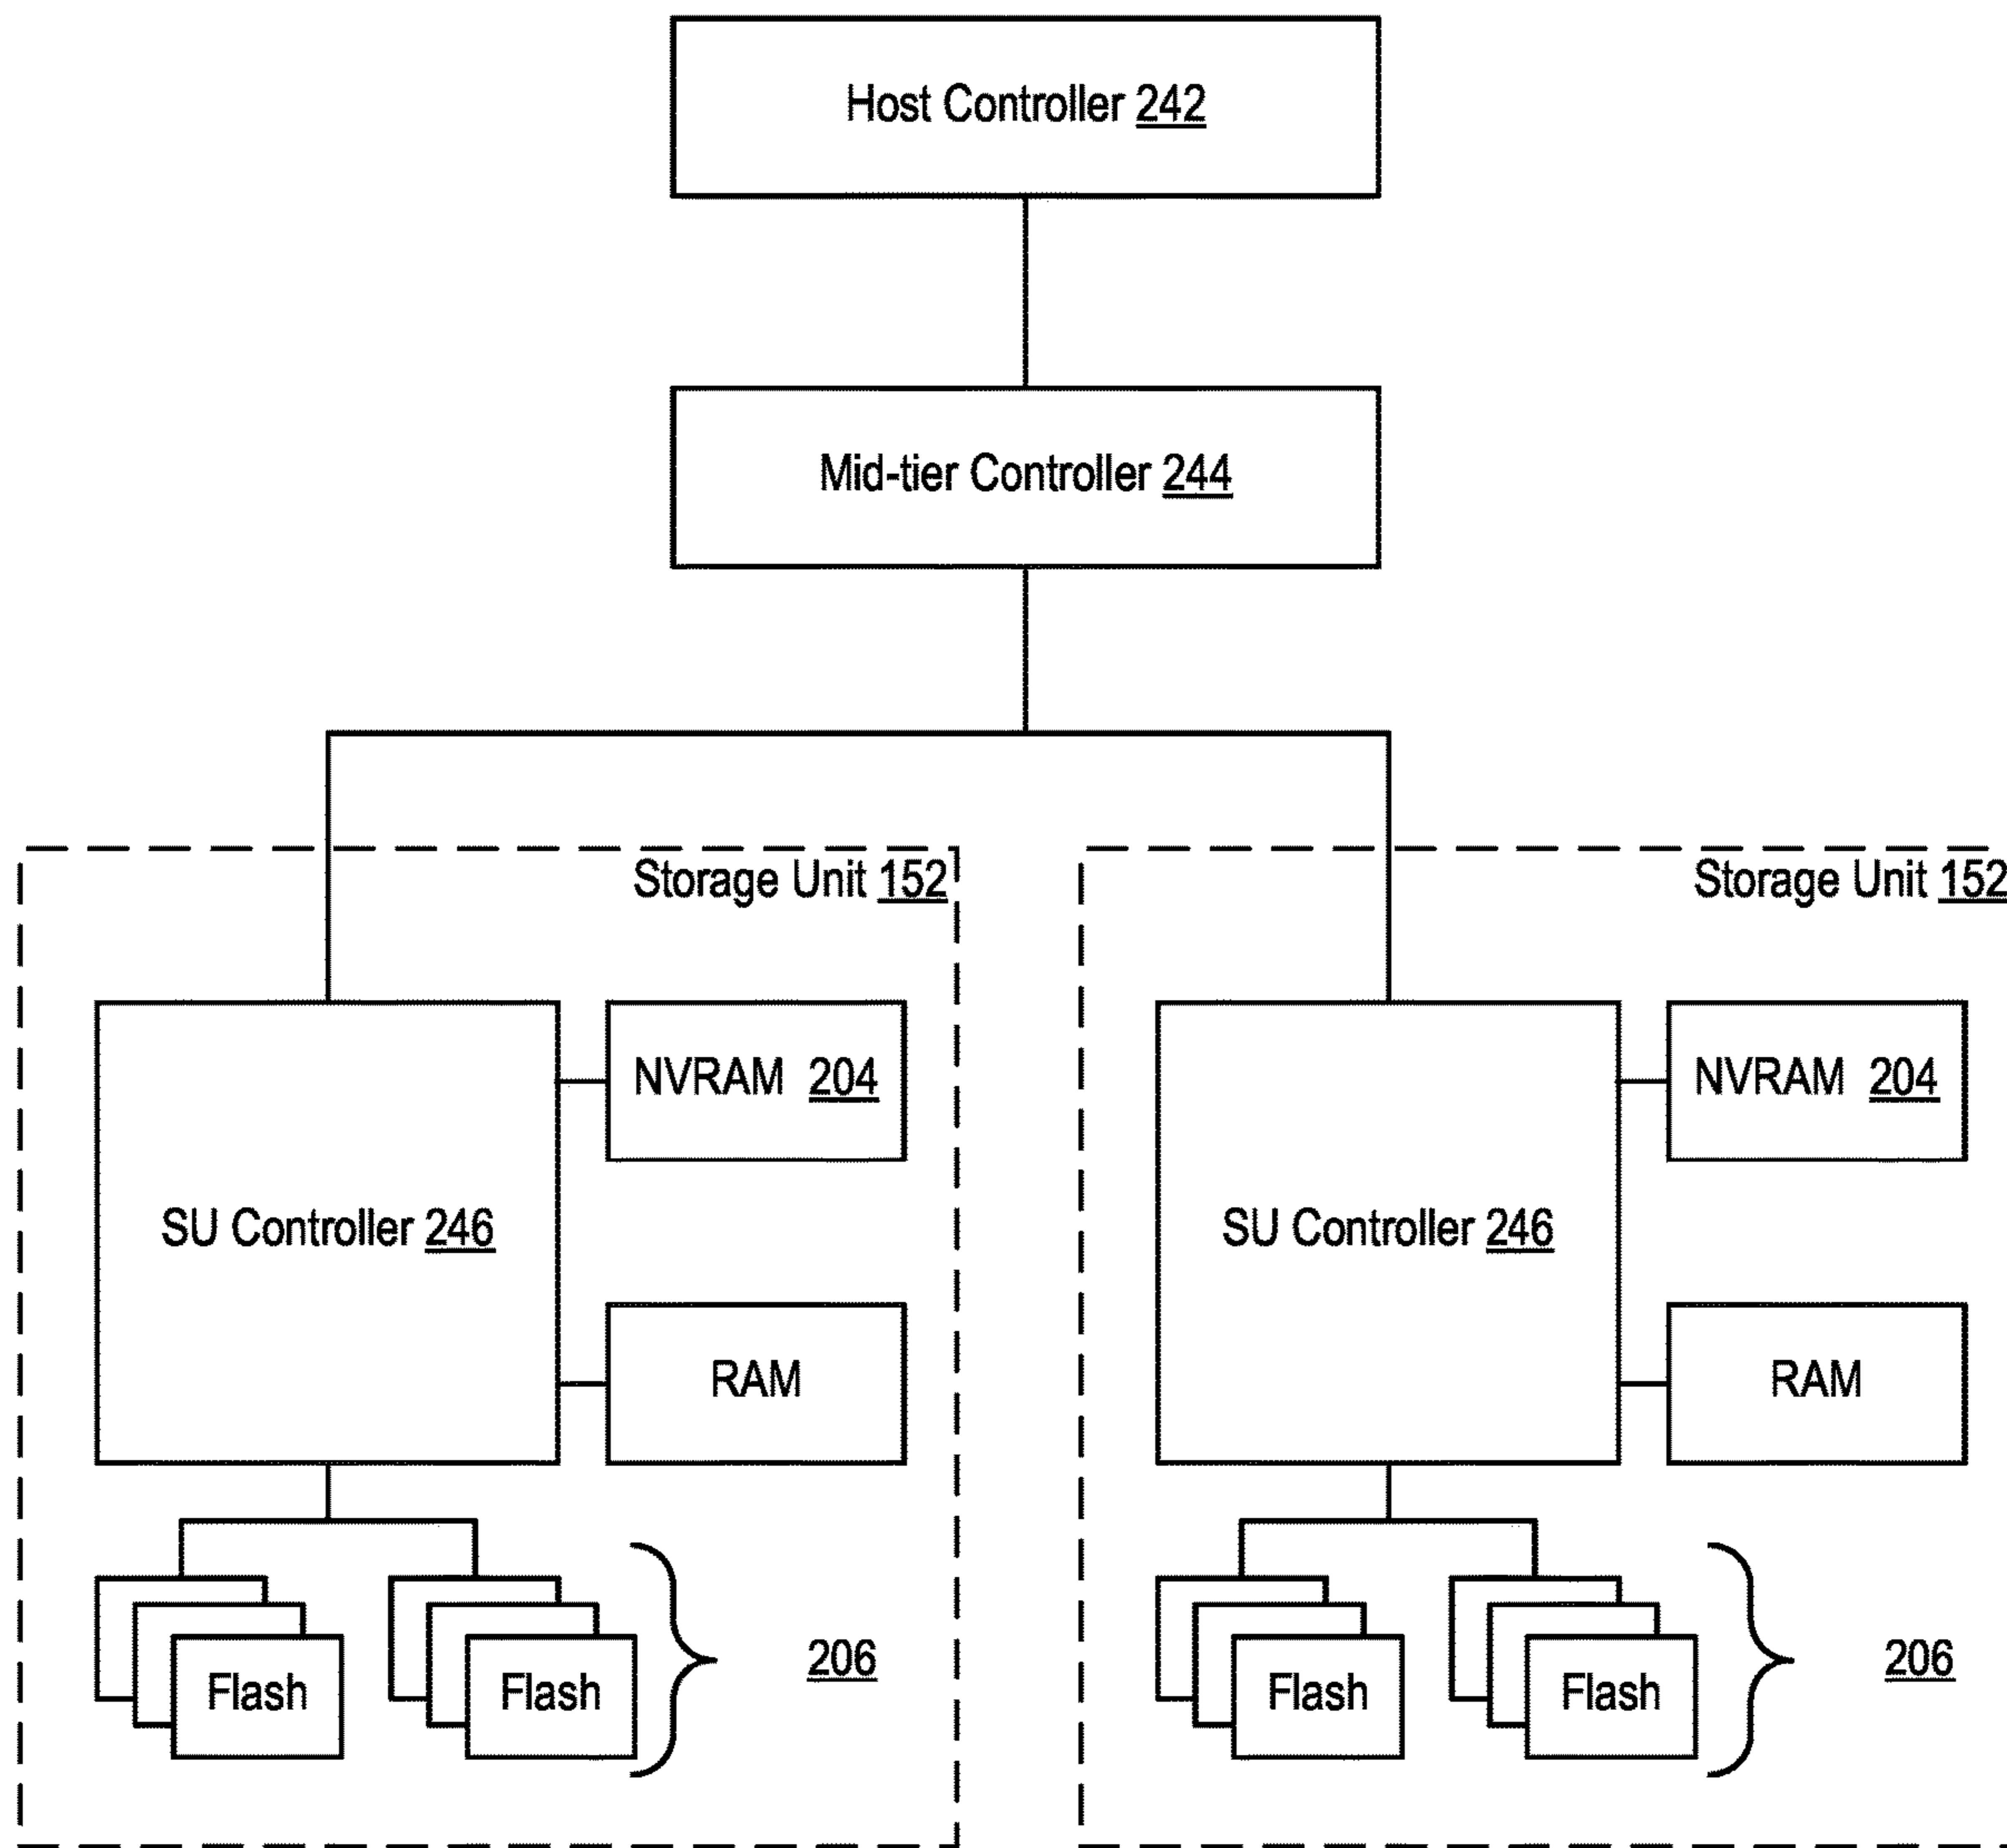 Host Controller 242
Mid-tier Controller 244
Storage Unit 152
Storage Unit 152
NVRAM 204
NVRAM 204
SU Controller 246
SU Controller 246
RAM
RAM
206
206
Flash
Flash
Flash
Flash